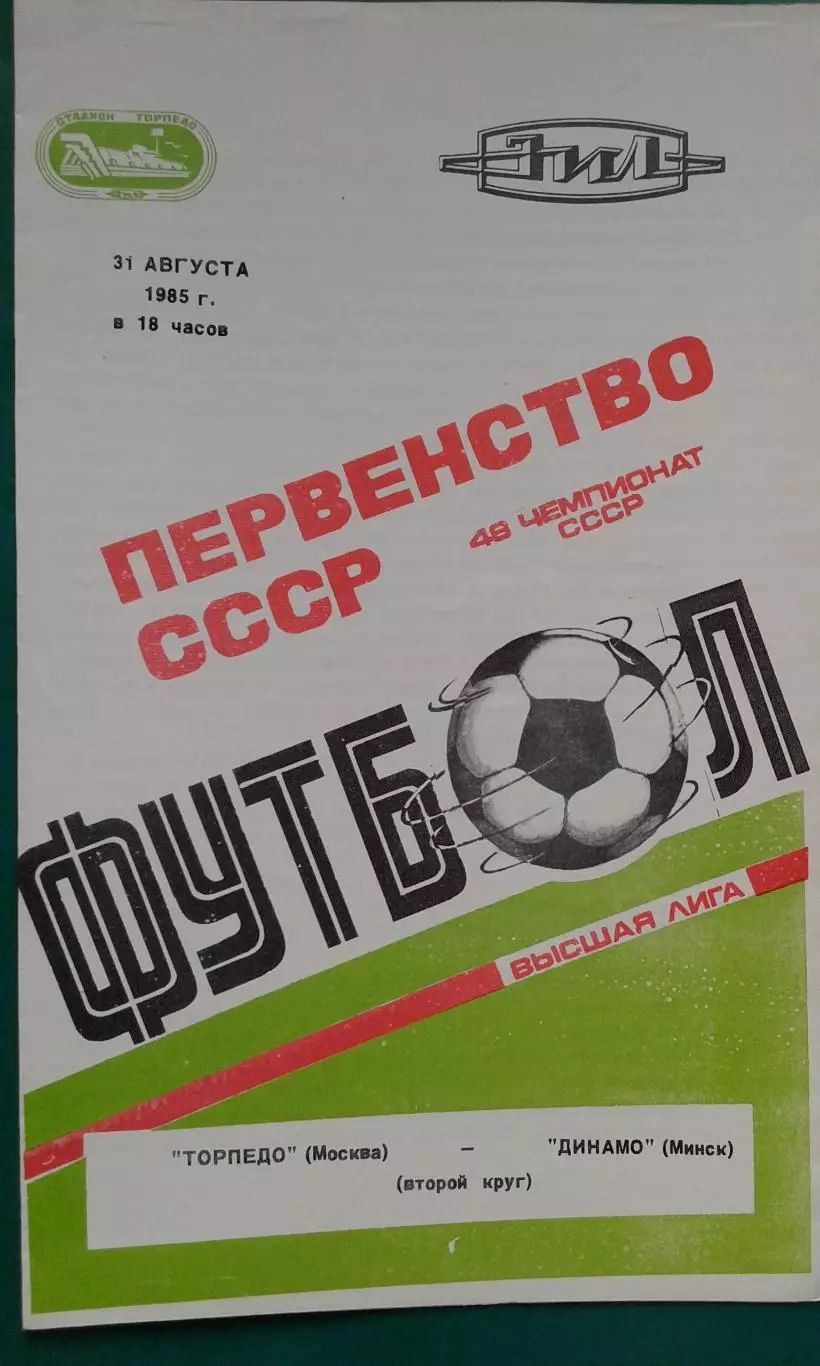 СТАДИОН ТОРПЕДО
ЗИЛ
ЗИЛ
31 АВГУСТА
1985 г.
в 18 часов
ПЕРВЕНСТВО
СССР
48 ЧЕМПИОНАТ
СССР
ФУТБОЛ
ВЫСШАЯ ЛИГА
"ТОРПЕДО" (Москва) – "ДИНАМО" (Минск)
(второй круг)